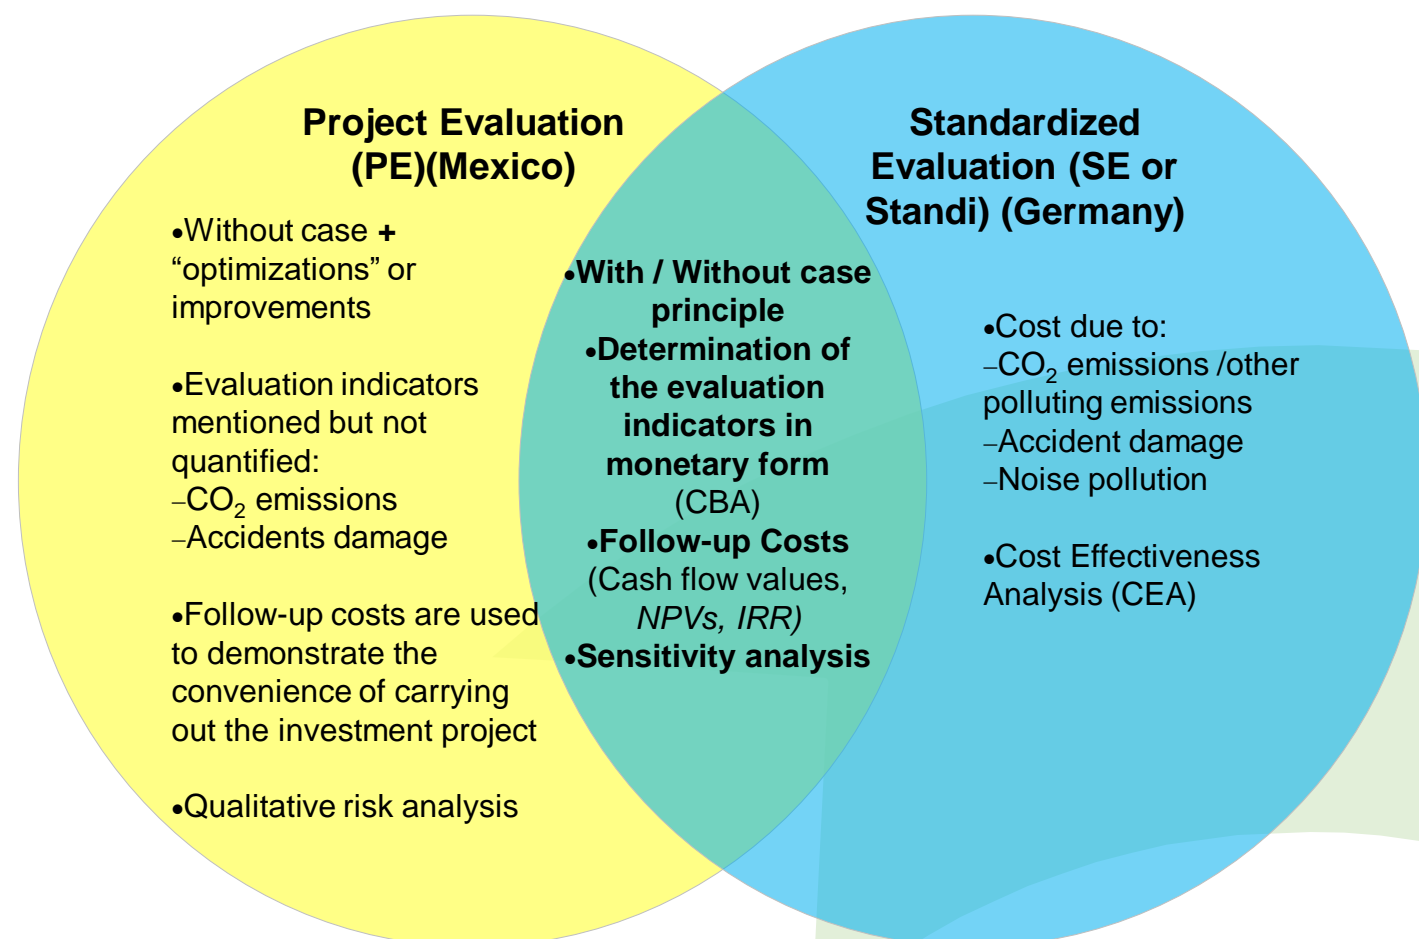 Project Evaluation
(PE)(Mexico)
•Without case +
“optimizations” or
improvements
•Evaluation indicators
mentioned but not
quantified:
–CO₂ emissions
–Accidents damage
•Follow-up costs are used
to demonstrate the
convenience of carrying
out the investment project
•Qualitative risk analysis
•With / Without case
principle
•Determination of
the evaluation
indicators in
monetary form
(CBA)
•Follow-up Costs
(Cash flow values,
NPVs, IRR)
•Sensitivity analysis
Standardized
Evaluation (SE or
Standi) (Germany)
•Cost due to:
–CO₂ emissions /other
polluting emissions
–Accident damage
–Noise pollution
•Cost Effectiveness
Analysis (CEA)